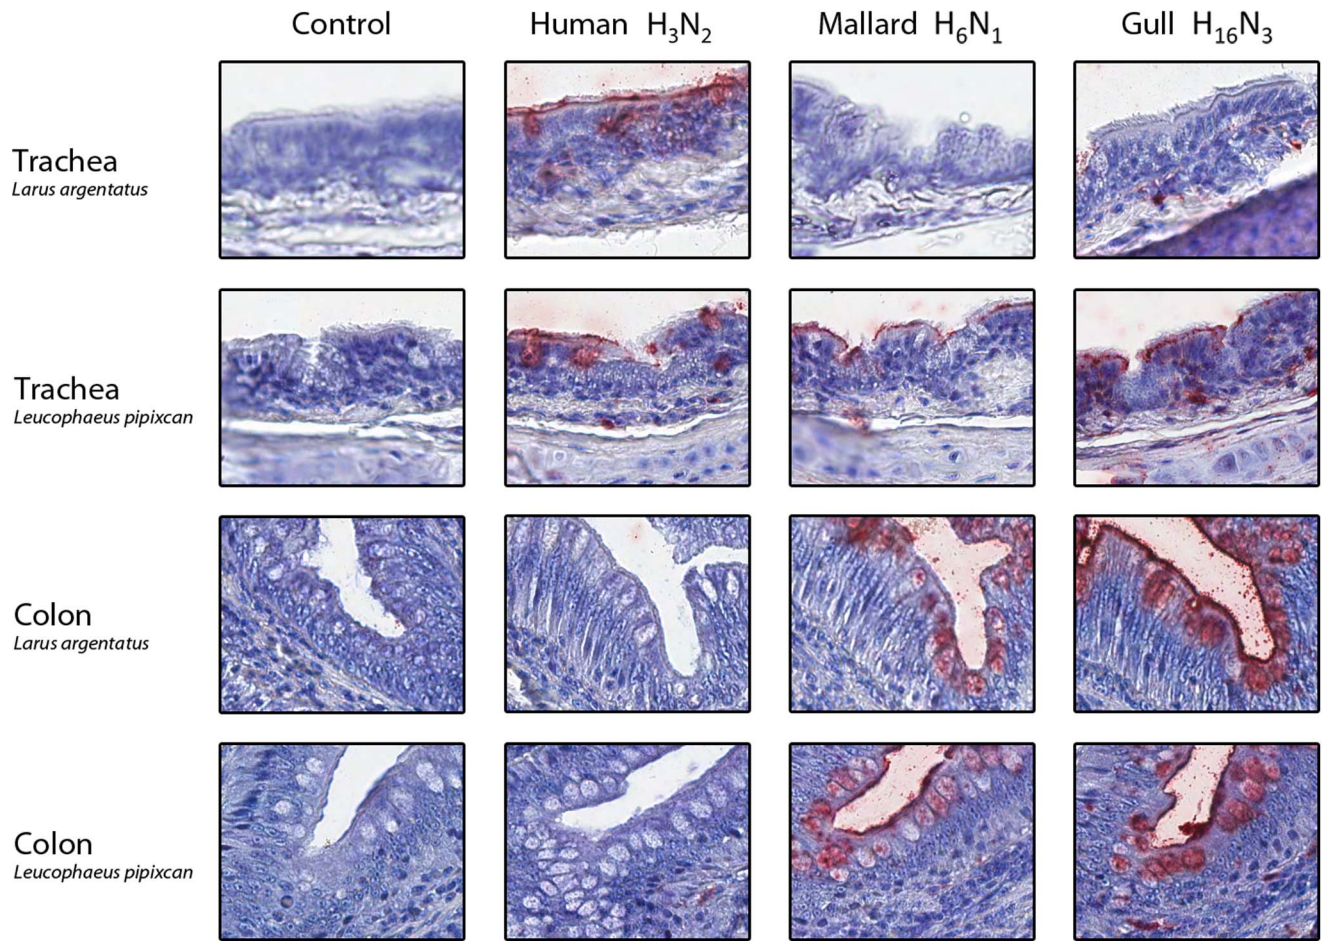 Control Human H₃N₂ Mallard H₆N₁ Gull H₁₆N₃
Trachea
Larus argentatus
Trachea
Leucophaeus pipixcan
Colon
Larus argentatus
Colon
Leucophaeus pipixcan